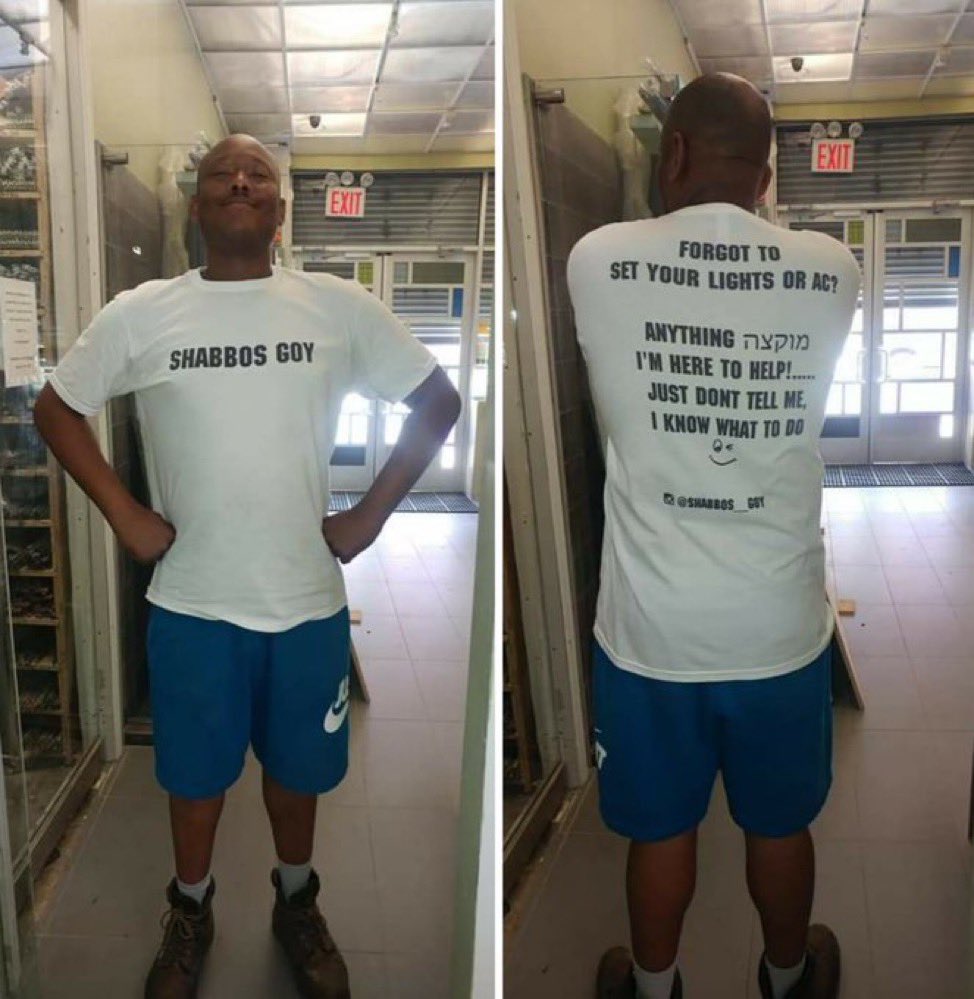 EXIT
SHABBOS GOY
EXIT
FORGOT TO
SET YOUR LIGHTS OR AC?
ANYTHING מוקצה
I'M HERE TO HELP!.....
JUST DONT TELL ME,
I KNOW WHAT TO DO
@SHABBOS__GOY